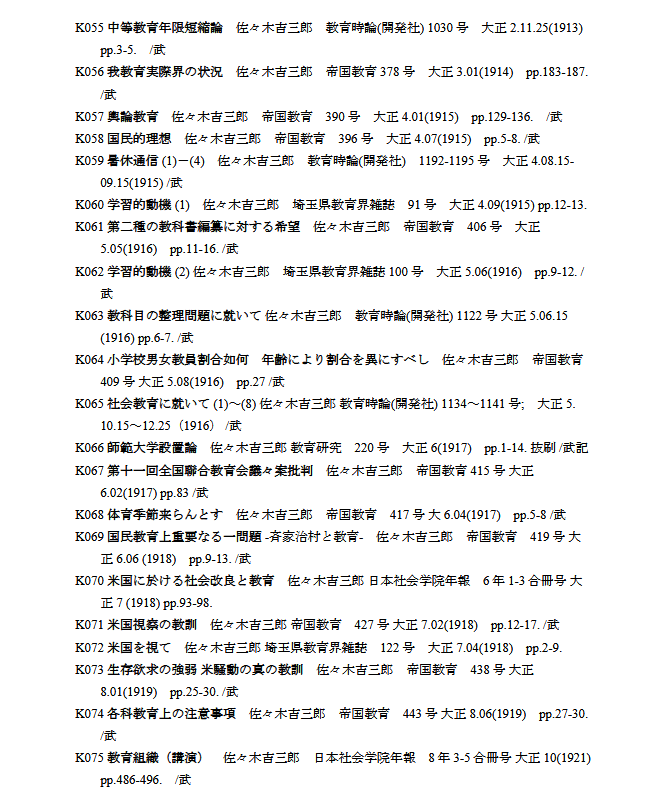 K055 中等教育年限短縮論　佐々木吉三郎　教育時論(開発社) 1030 号　大正 2.11.25(1913)
pp.3-5.　/武
K056 我教育実際界の状況　佐々木吉三郎　帝国教育 378 号　大正 3.01(1914)　pp.183-187.
/武
K057 輿論教育　佐々木吉三郎　帝国教育　390 号　大正 4.01(1915)　pp.129-136.　/武
K058 国民的理想　佐々木吉三郎　帝国教育　396 号　大正 4.07(1915)　pp.5-8. /武
K059 暑休通信 (1)－(4)　佐々木吉三郎　教育時論(開発社)　1192-1195 号　大正 4.08.15-
09.15(1915) /武
K060 学習的動機 (1)　佐々木吉三郎　埼玉県教育界雑誌　91 号　大正 4.09(1915) pp.12-13.
K061 第二種の教科書編纂に対する希望　佐々木吉三郎　帝国教育　406 号　大正
5.05(1916)　pp.11-16. /武
K062 学習的動機 (2) 佐々木吉三郎　埼玉県教育界雑誌 100 号　大正 5.06(1916)　pp.9-12. /
武
K063 教科目の整理問題に就いて 佐々木吉三郎　教育時論(開発社) 1122 号 大正 5.06.15
(1916) pp.6-7. /武
K064 小学校男女教員割合如何　年齢により割合を異にすべし　佐々木吉三郎　帝国教育
409 号 大正 5.08(1916)　pp.27 /武
K065 社会教育に就いて (1)～(8) 佐々木吉三郎 教育時論(開発社) 1134～1141 号;　大正 5.
10.15～12.25（1916） /武
K066 師範大学設置論　佐々木吉三郎 教育研究　220 号　大正 6(1917)　pp.1-14. 抜刷 /武記
K067 第十一回全国聯合教育会議々案批判　佐々木吉三郎　帝国教育 415 号 大正
6.02(1917) pp.83 /武
K068 体育季節来らんとす　佐々木吉三郎　帝国教育　417 号 大 6.04(1917)　pp.5-8 /武
K069 国民教育上重要なる一問題 -斉家治村と教育-　佐々木吉三郎　帝国教育　419 号 大
正 6.06 (1918)　pp.9-13. /武
K070 米国に於ける社会改良と教育　佐々木吉三郎 日本社会学院年報　6 年 1-3 合冊号 大
正 7 (1918) pp.93-98.
K071 米国視察の教訓　佐々木吉三郎 帝国教育　427 号 大正 7.02(1918)　pp.12-17. /武
K072 米国を視て　佐々木吉三郎 埼玉県教育界雑誌　122 号　大正 7.04(1918)　pp.2-9.
K073 生存欲求の強弱 米騒動の真の教訓　佐々木吉三郎　帝国教育　438 号 大正
8.01(1919)　pp.25-30. /武
K074 各科教育上の注意事項　佐々木吉三郎　帝国教育　443 号 大正 8.06(1919)　pp.27-30.
/武
K075 教育組織（講演）　佐々木吉三郎　日本社会学院年報　8 年 3-5 合冊号 大正 10(1921)
pp.486-496.　/武